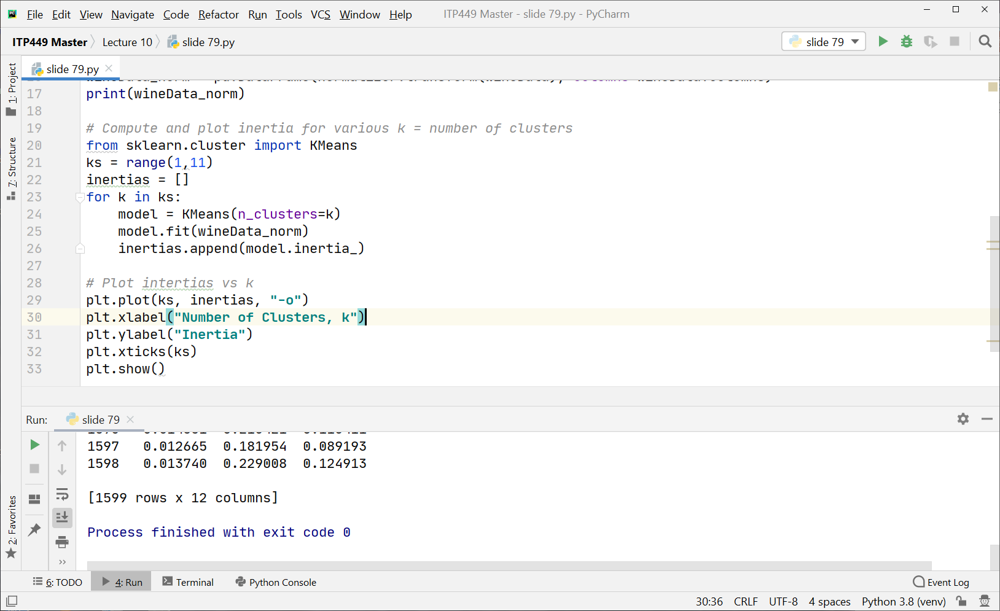 File Edit View Navigate Code Refactor Run Tools VCS Window Help ITP449 Master - slide 79.py - PyCharm
ITP449 Master Lecture 10 slide 79.py slide 79
1: Project
7: Structure
2: Favorites
slide 79.py
17 print(wineData_norm)
18
19 # Compute and plot inertia for various k = number of clusters
20 from sklearn.cluster import KMeans
21 ks = range(1,11)
22 inertias = []
23 for k in ks:
24 model = KMeans(n_clusters=k)
25 model.fit(wineData_norm)
26 inertias.append(model.inertia_)
27
28 # Plot intertias vs k
29 plt.plot(ks, inertias, "-o")
30 plt.xlabel("Number of Clusters, k")
31 plt.ylabel("Inertia")
32 plt.xticks(ks)
33 plt.show()
Run: slide 79
1597 0.012665 0.181954 0.089193
1598 0.013740 0.229008 0.124913
[1599 rows x 12 columns]
Process finished with exit code 0
6: TODO 4: Run Terminal Python Console Event Log
30:36 CRLF UTF-8 4 spaces Python 3.8 (venv)